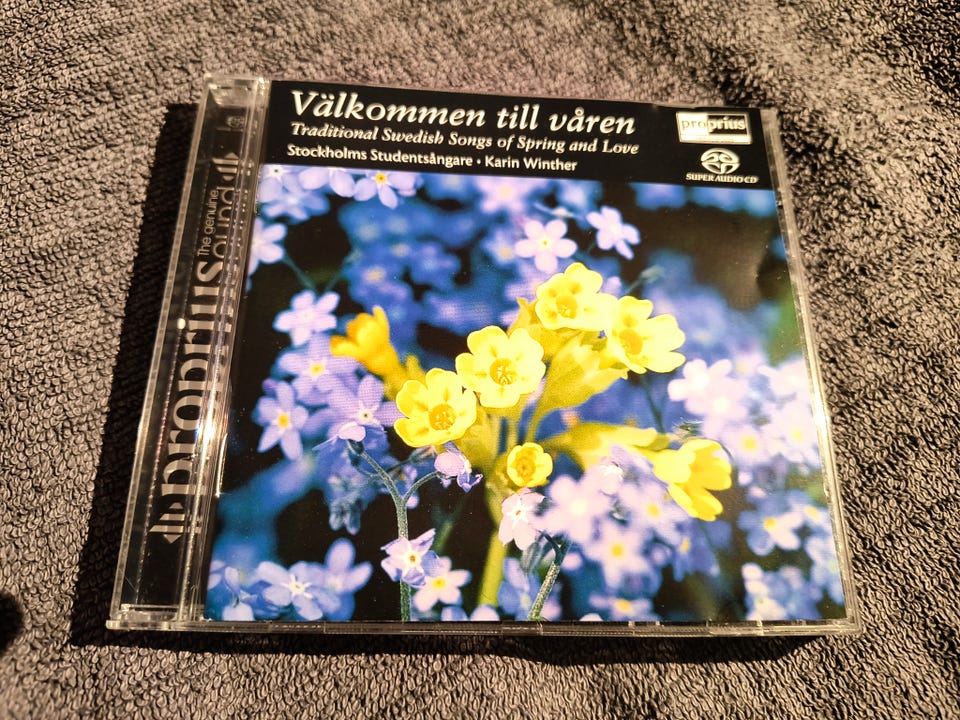 Välkommen till våren
Traditional Swedish Songs of Spring and Love
Stockholms Studentsångare • Karin Winther
proprius
SUPER AUDIO CD
proprius
The genuine
sound